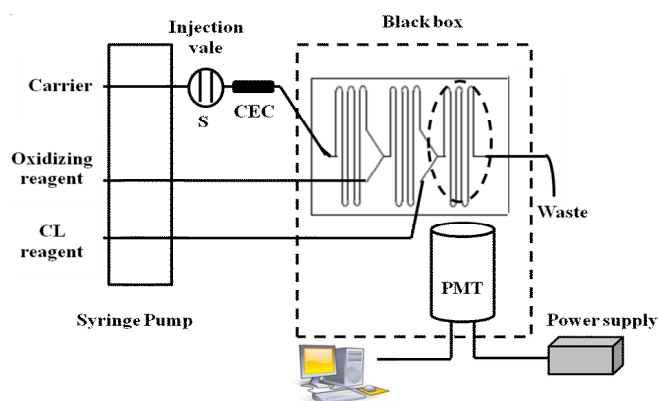 Black box
Injection
vale
Carrier
S
CEC
Oxidizing
reagent
CL
reagent
Waste
PMT
Syringe Pump
Power supply